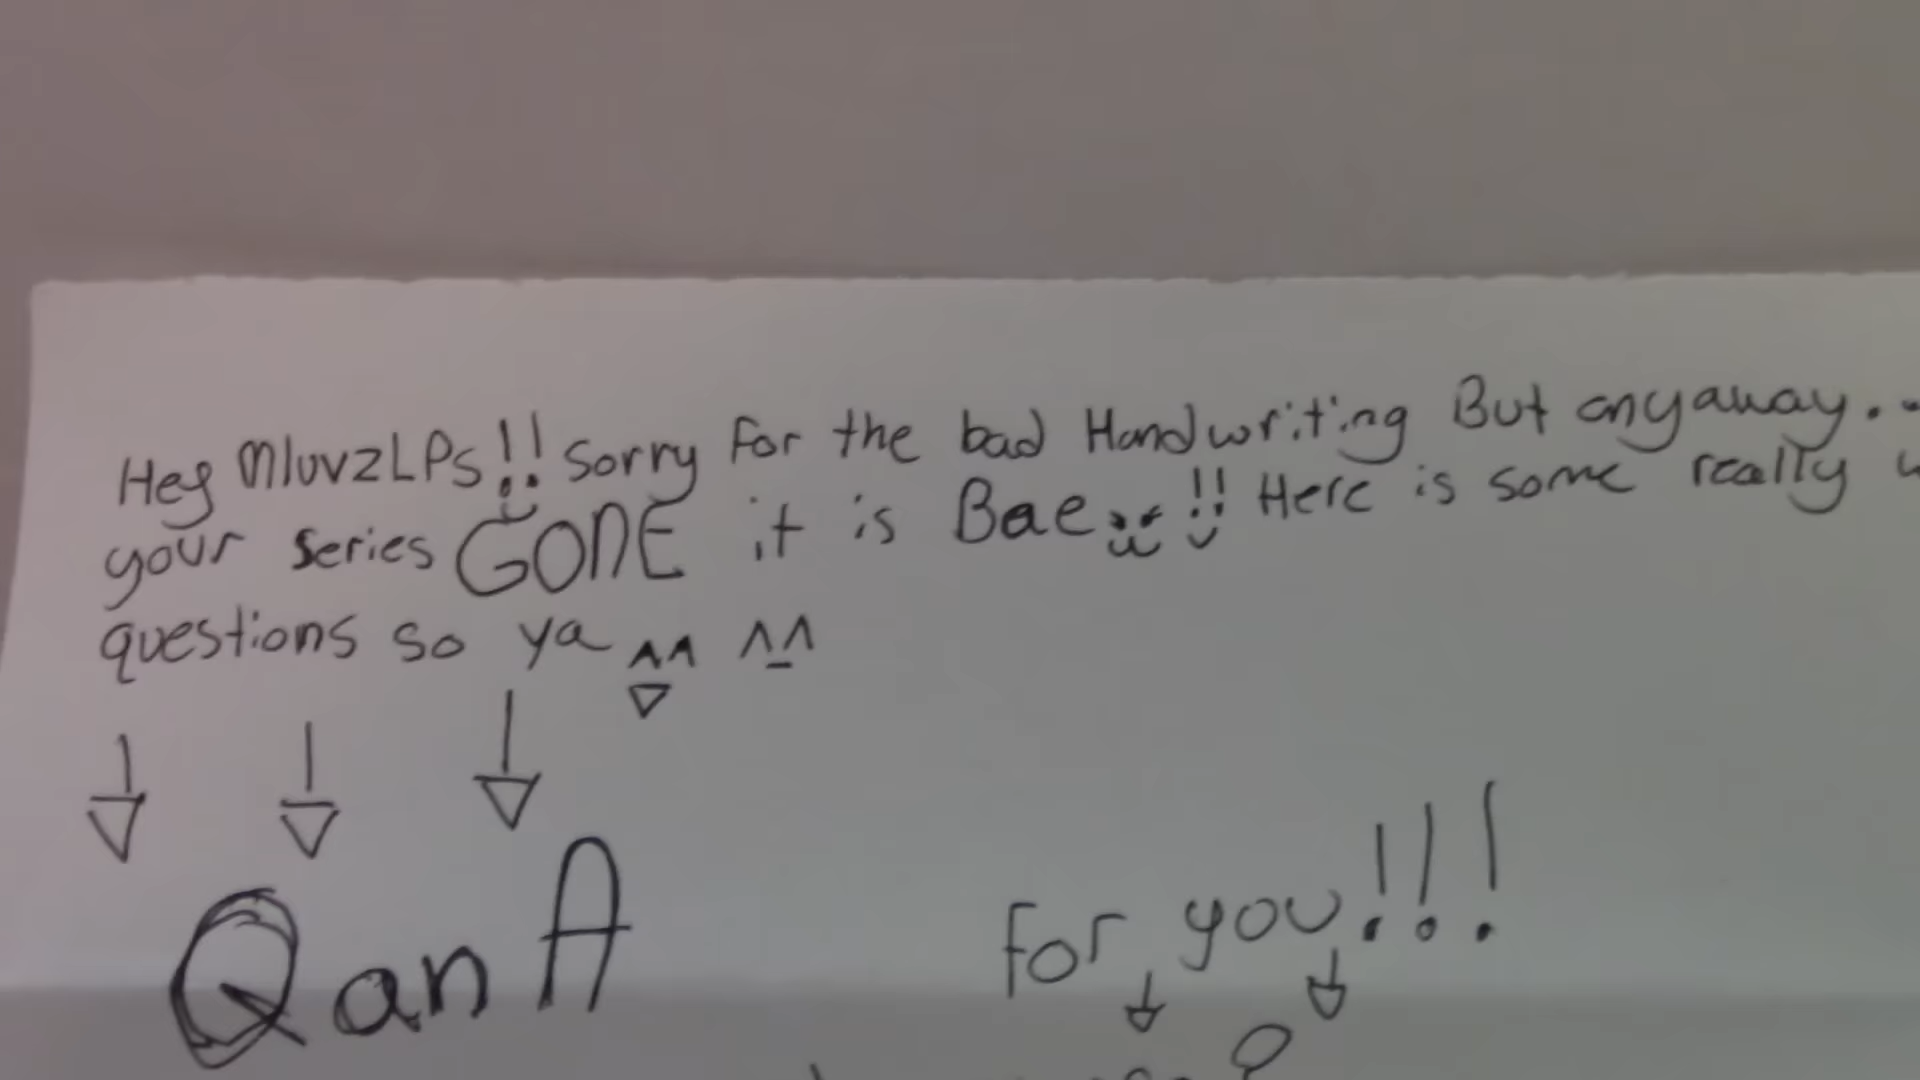 Hey MluvzLPs!! Sorry For the bad Handwriting But anyaway..
your series GONE it is Bae !! Here is some really
questions so ya ^^ ^_^
Q an A
For you!!!